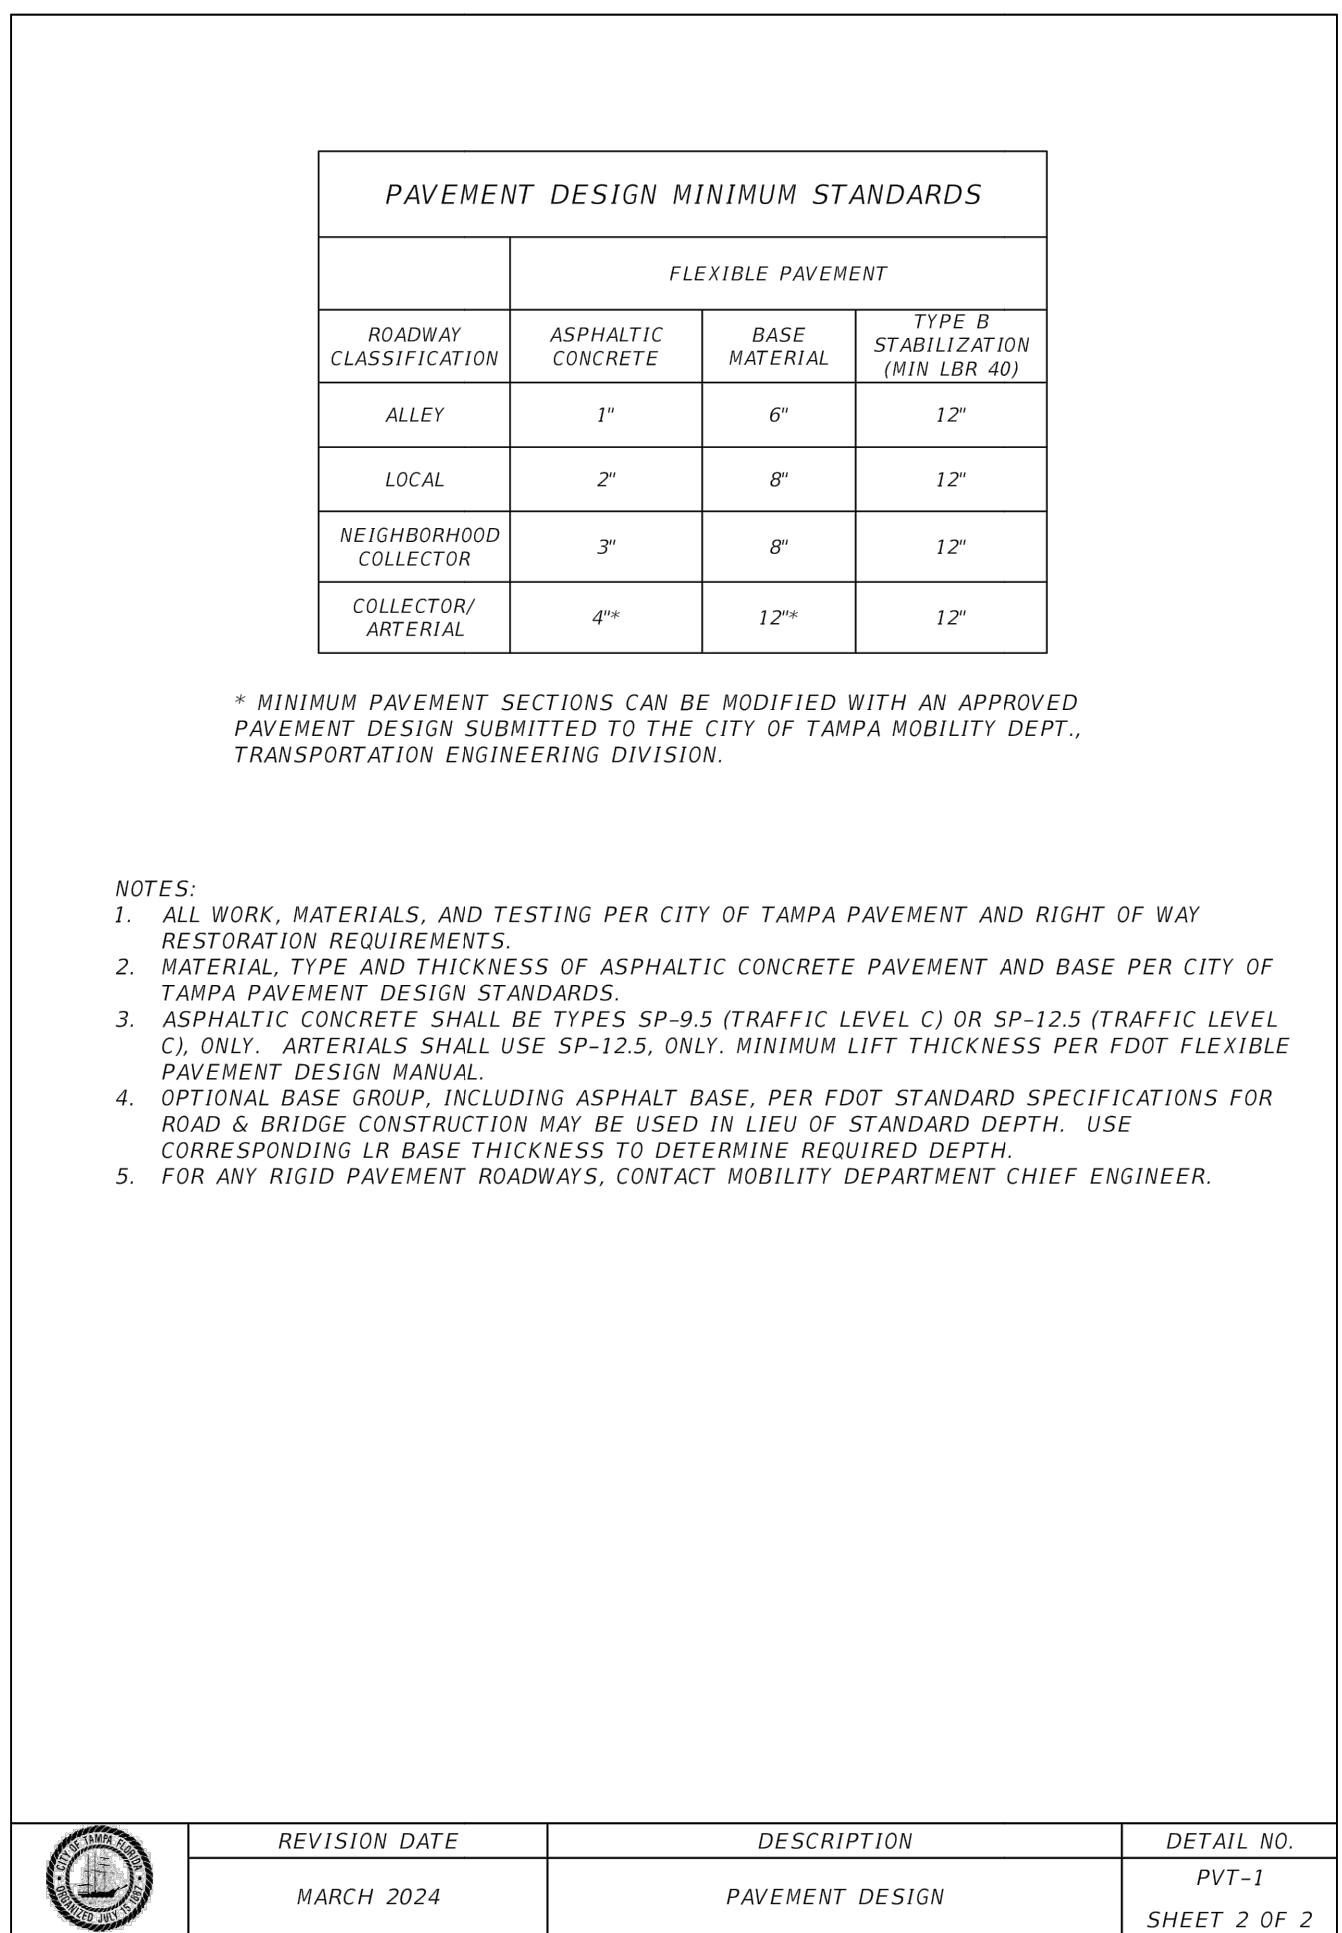 PAVEMENT DESIGN MINIMUM STANDARDS
FLEXIBLE PAVEMENT
ROADWAY
CLASSIFICATION
ASPHALTIC
CONCRETE
BASE
MATERIAL
TYPE B
STABILIZATION
(MIN LBR 40)
ALLEY
1"
6"
12"
LOCAL
2"
8"
12"
NEIGHBORHOOD
COLLECTOR
3"
8"
12"
COLLECTOR/
ARTERIAL
4"*
12"*
12"
* MINIMUM PAVEMENT SECTIONS CAN BE MODIFIED WITH AN APPROVED
PAVEMENT DESIGN SUBMITTED TO THE CITY OF TAMPA MOBILITY DEPT.,
TRANSPORTATION ENGINEERING DIVISION.
NOTES:
1. ALL WORK, MATERIALS, AND TESTING PER CITY OF TAMPA PAVEMENT AND RIGHT OF WAY
RESTORATION REQUIREMENTS.
2. MATERIAL, TYPE AND THICKNESS OF ASPHALTIC CONCRETE PAVEMENT AND BASE PER CITY OF
TAMPA PAVEMENT DESIGN STANDARDS.
3. ASPHALTIC CONCRETE SHALL BE TYPES SP-9.5 (TRAFFIC LEVEL C) OR SP-12.5 (TRAFFIC LEVEL
C), ONLY. ARTERIALS SHALL USE SP-12.5, ONLY. MINIMUM LIFT THICKNESS PER FDOT FLEXIBLE
PAVEMENT DESIGN MANUAL.
4. OPTIONAL BASE GROUP, INCLUDING ASPHALT BASE, PER FDOT STANDARD SPECIFICATIONS FOR
ROAD & BRIDGE CONSTRUCTION MAY BE USED IN LIEU OF STANDARD DEPTH. USE
CORRESPONDING LR BASE THICKNESS TO DETERMINE REQUIRED DEPTH.
5. FOR ANY RIGID PAVEMENT ROADWAYS, CONTACT MOBILITY DEPARTMENT CHIEF ENGINEER.
CITY OF TAMPA, FLORIDA
ORGANIZED JULY 15 1887
REVISION DATE
DESCRIPTION
DETAIL NO.
MARCH 2024
PAVEMENT DESIGN
PVT-1
SHEET 2 OF 2